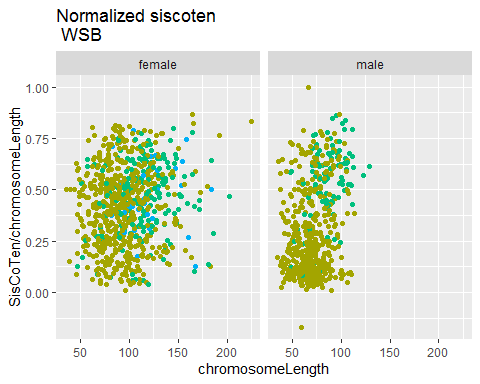 Normalized siscoten
WSB
female
male
SisCoTen/chromosomeLength
1.00
0.75
0.50
0.25
0.00
50 100 150 200 50 100 150 200
chromosomeLength